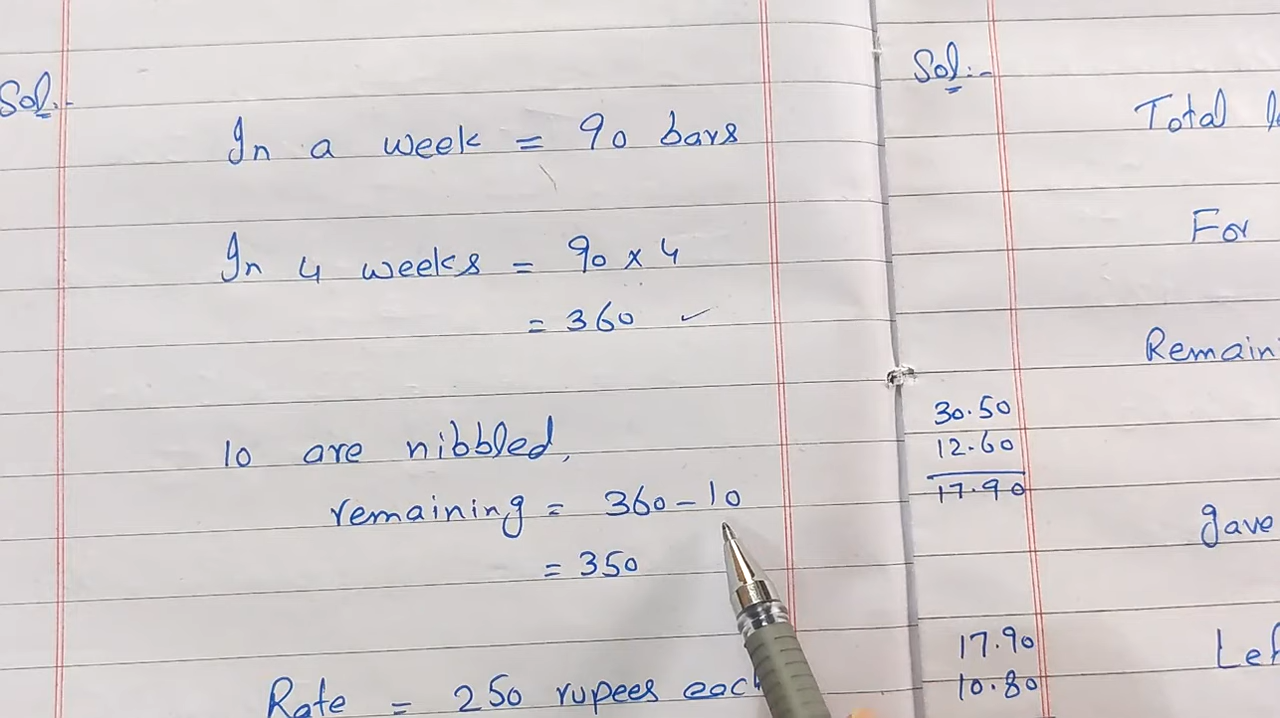 Sol:-
In a week = 90 bars
In 4 weeks = 90 x 4
= 360 ✓
10 are nibbled,
remaining = 360 - 10
= 350
Rate = 250 rupees each
Sol:-
Total
For
Remain
30.50
12.60
17.90
gave
17.90
10.80